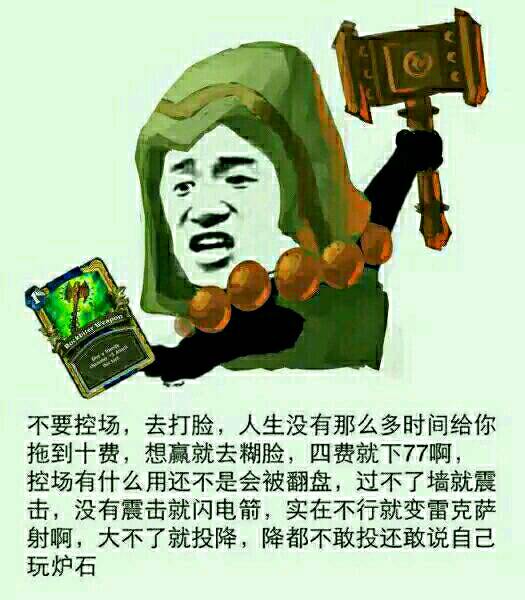 1
Rockbiter Weapon
不要控场，去打脸，人生没有那么多时间给你
拖到十费，想赢就去糊脸，四费就下77啊，
控场有什么用还不是会被翻盘，过不了墙就震
击，没有震击就闪电箭，实在不行就变雷克萨
射啊，大不了就投降，降都不敢投还敢说自己
玩炉石